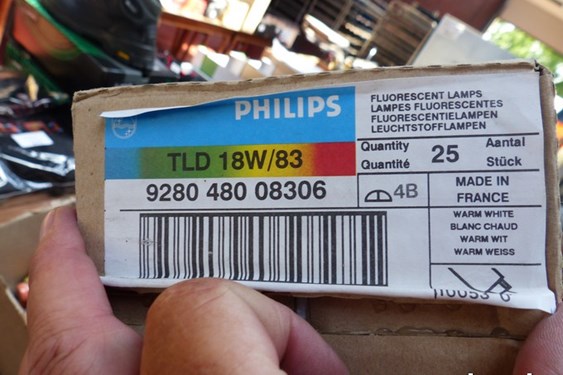 PHILIPS
TLD 18W/83
9280 480 08306
FLUORESCENT LAMPS
LAMPES FLUORESCENTES
FLUORESCENTIELAMPEN
LEUCHTSTOFFLAMPEN
Quantity
Quantité
25
Aantal
Stück
4B
MADE IN
FRANCE
WARM WHITE
BLANC CHAUD
WARM WIT
WARM WEISS